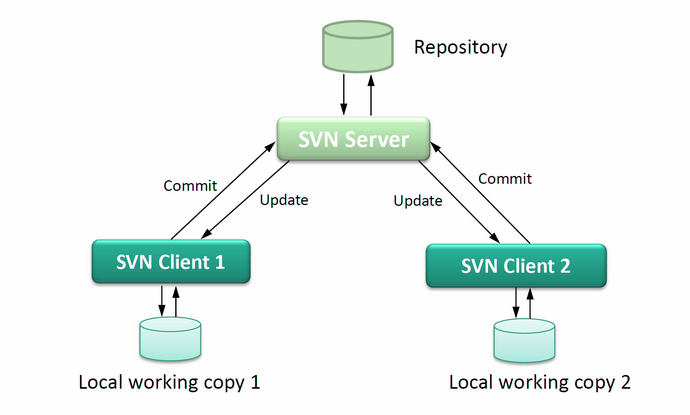 Repository
SVN Server
Commit
Update
Update
Commit
SVN Client 1
SVN Client 2
Local working copy 1
Local working copy 2